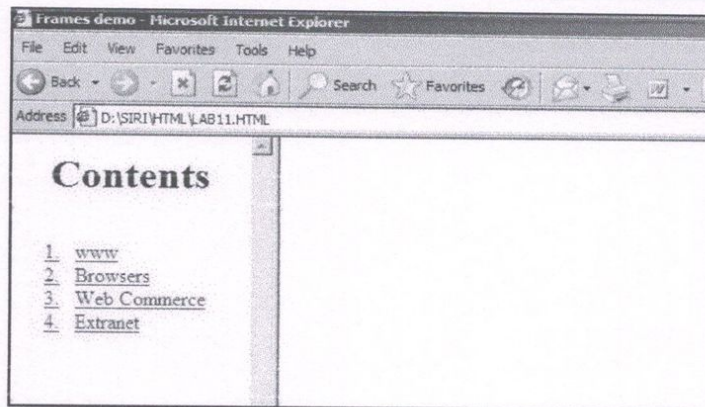 Frames demo - Microsoft Internet Explorer
File Edit View Favorites Tools Help
Back Search Favorites
Address D:\SIRI\HTML\LAB11.HTML
Contents
1. www
2. Browsers
3. Web Commerce
4. Extranet